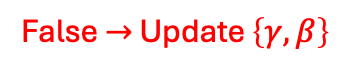 False → Update {γ, β}